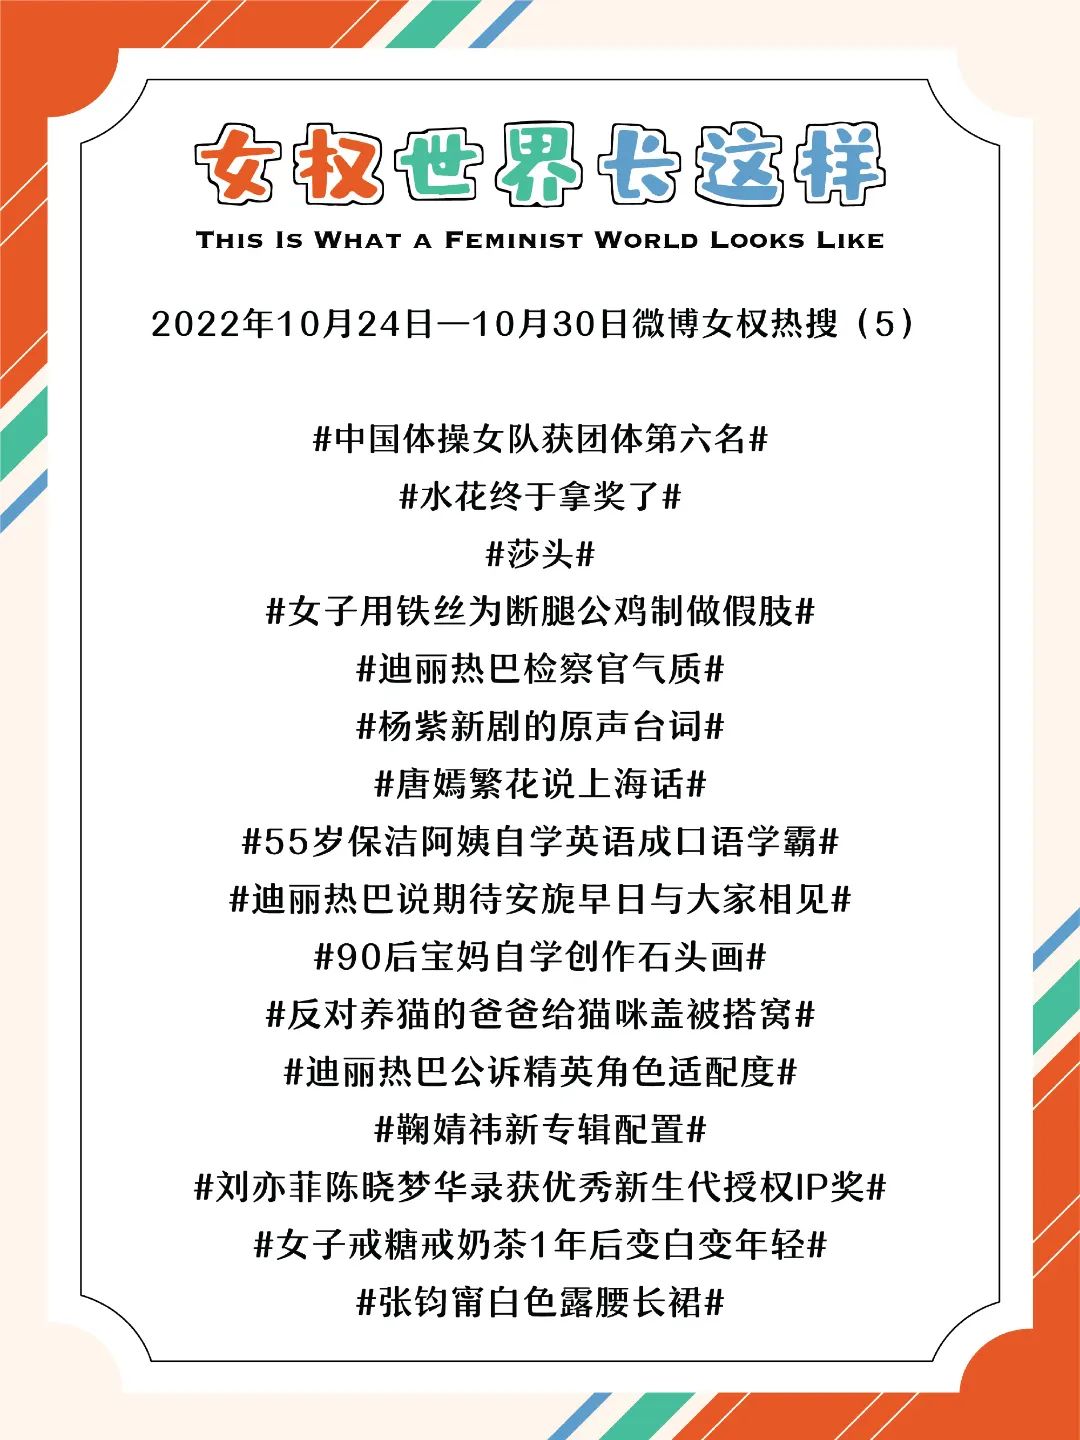 女权世界长这样
THIS IS WHAT A FEMINIST WORLD LOOKS LIKE
2022年10月24日—10月30日微博女权热搜（5）
#中国体操女队获团体第六名#
#水花终于拿奖了#
#莎头#
#女子用铁丝为断腿公鸡制做假肢#
#迪丽热巴检察官气质#
#杨紫新剧的原声台词#
#唐嫣繁花说上海话#
#55岁保洁阿姨自学英语成口语学霸#
#迪丽热巴说期待安旎早日与大家相见#
#90后宝妈自学创作石头画#
#反对养猫的爸爸给猫咪盖被搭窝#
#迪丽热巴公诉精英角色适配度#
#鞠婧祎新专辑配置#
#刘亦菲陈晓梦华录获优秀新生代授权IP奖#
#女子戒糖戒奶茶1年后变白变年轻#
#张钧甯白色露腰长裙#